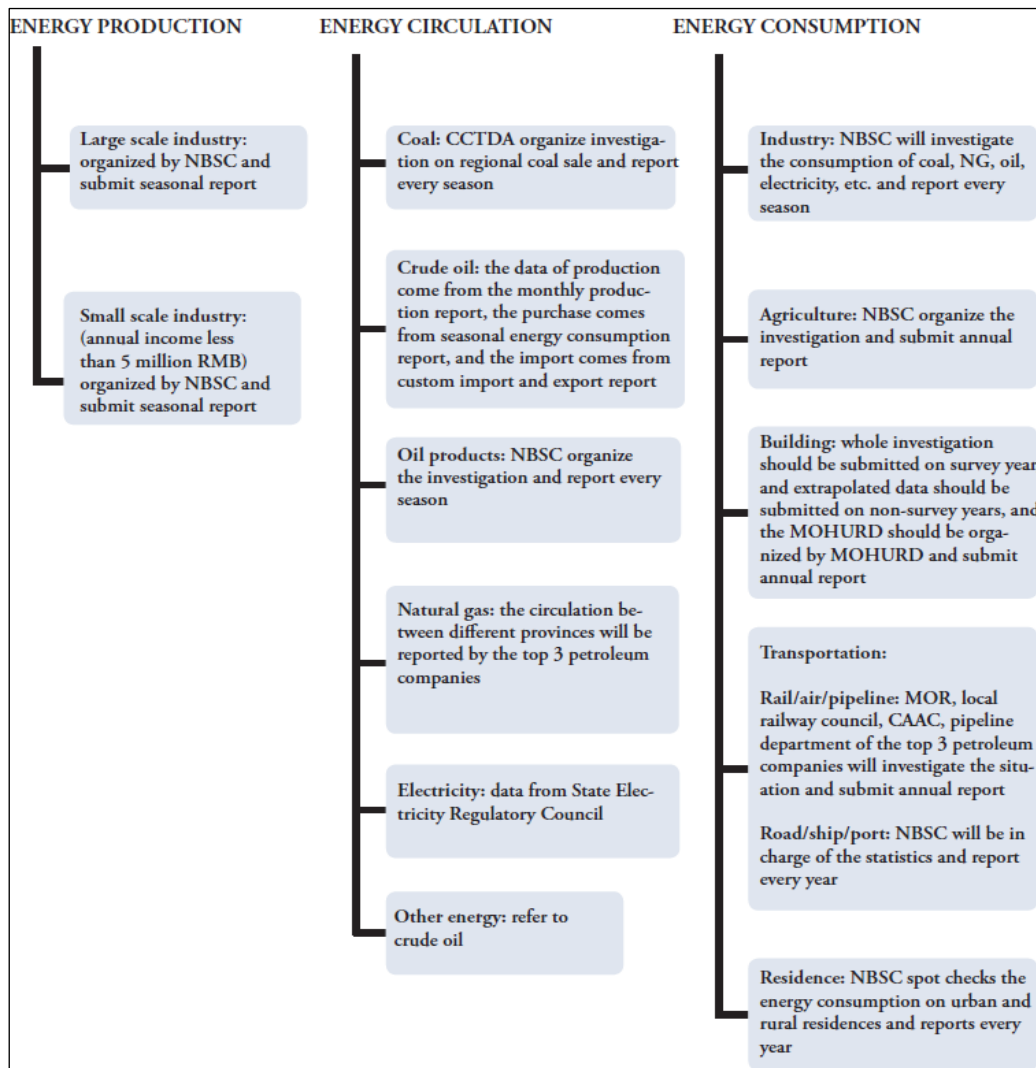 ENERGY PRODUCTION
Large scale industry:
organized by NBSC and
submit seasonal report
Small scale industry:
(annual income less
than 5 million RMB)
organized by NBSC and
submit seasonal report
ENERGY CIRCULATION
Coal: CCTDA organize investiga-
tion on regional coal sale and report
every season
Crude oil: the data of production
come from the monthly produc-
tion report, the purchase comes
from seasonal energy consumption
report, and the import comes from
custom import and export report
Oil products: NBSC organize
the investigation and report every
season
Natural gas: the circulation be-
tween different provinces will be
reported by the top 3 petroleum
companies
Electricity: data from State Elec-
tricity Regulatory Council
Other energy: refer to
crude oil
ENERGY CONSUMPTION
Industry: NBSC will investigate
the consumption of coal, NG, oil,
electricity, etc. and report every
season
Agriculture: NBSC organize the
investigation and submit annual
report
Building: whole investigation
should be submitted on survey year
and extrapolated data should be
submitted on non-survey years, and
the MOHURD should be orga-
nized by MOHURD and submit
annual report
Transportation:
Rail/air/pipeline: MOR, local
railway council, CAAC, pipeline
department of the top 3 petroleum
companies will investigate the situ-
ation and submit annual report
Road/ship/port: NBSC will be in
charge of the statistics and report
every year
Residence: NBSC spot checks the
energy consumption on urban and
rural residences and reports every
year